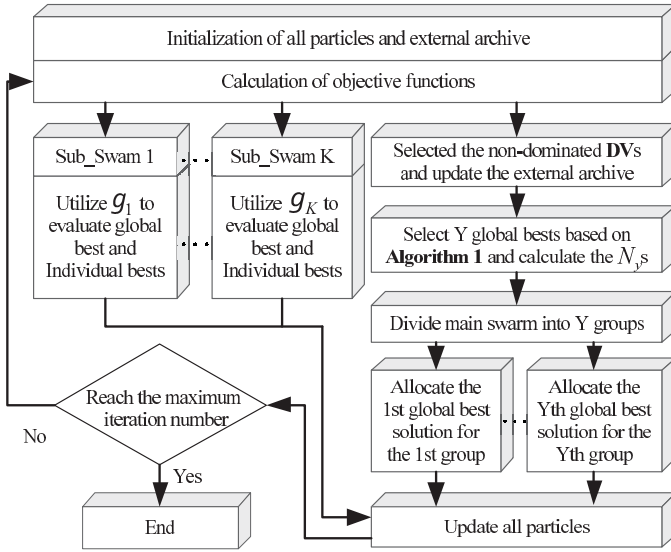 Initialization of all particles and external archive
Calculation of objective functions
Sub_Swam 1
Utilize g1 to
evaluate global
best and
Individual bests
Sub_Swam K
Utilize gK to
evaluate global
best and
Individual bests
Selected the non-dominated DVs
and update the external archive
Select Y global bests based on
Algorithm 1 and calculate the Nys
Divide main swarm into Y groups
Allocate the
1st global best
solution for
the 1st group
Allocate the
Yth global best
solution for the
Yth group
Reach the maximum
iteration number
No
Yes
End
Update all particles